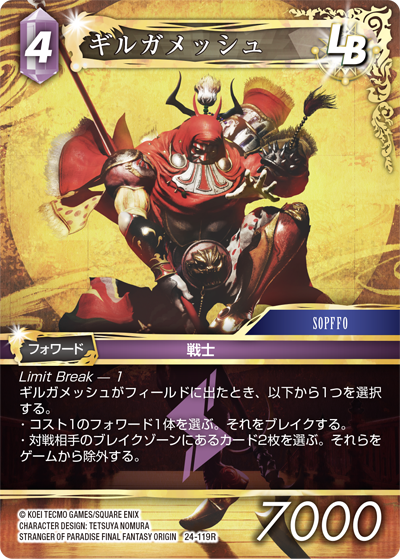 4
ギルガメッシュ
LB
SOPFFO
フォワード
戦士
Limit Break ― 1
ギルガメッシュがフィールドに出たとき、以下から1つを選択
する。
・コスト1のフォワード1体を選ぶ。それをブレイクする。
・対戦相手のブレイクゾーンにあるカード2枚を選ぶ。それらを
ゲームから除外する。
© KOEI TECMO GAMES/SQUARE ENIX
CHARACTER DESIGN: TETSUYA NOMURA
STRANGER OF PARADISE FINAL FANTASY ORIGIN
24-119R
7000